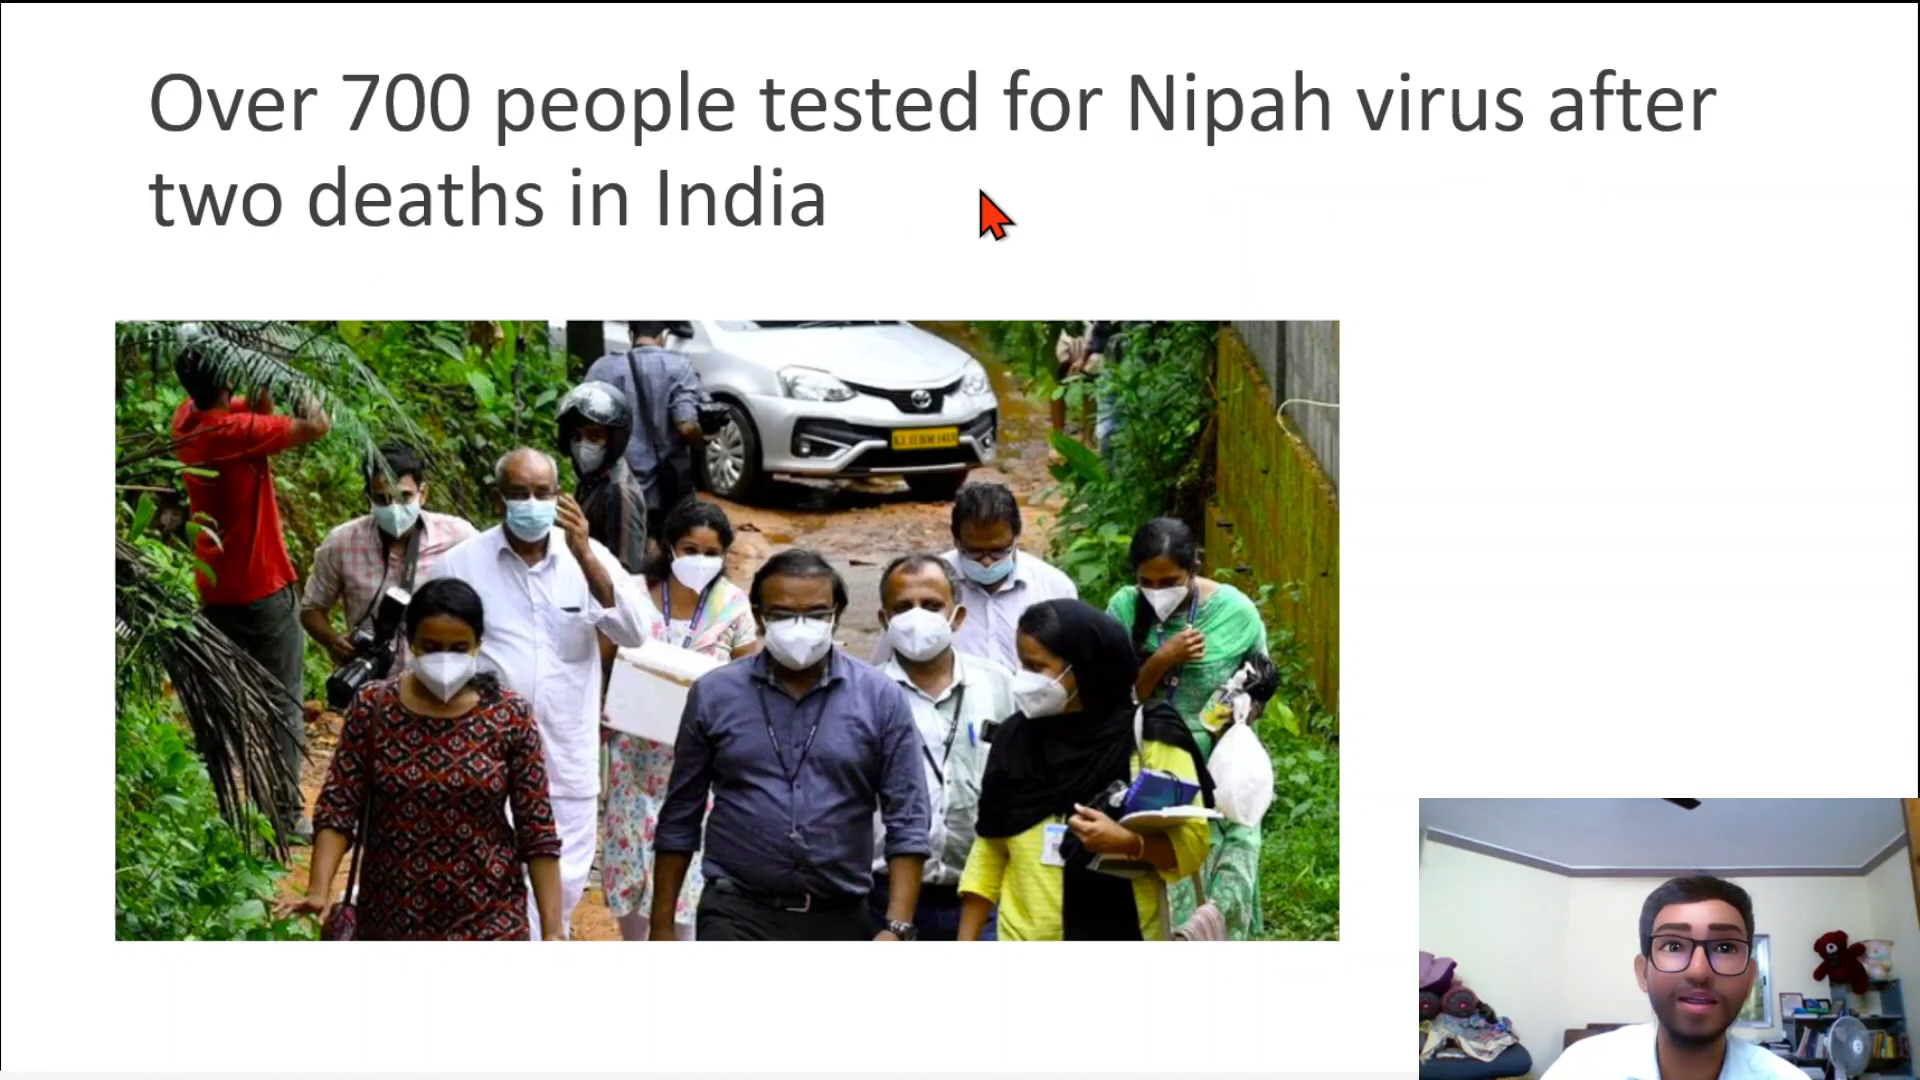 Over 700 people tested for Nipah virus after
two deaths in India